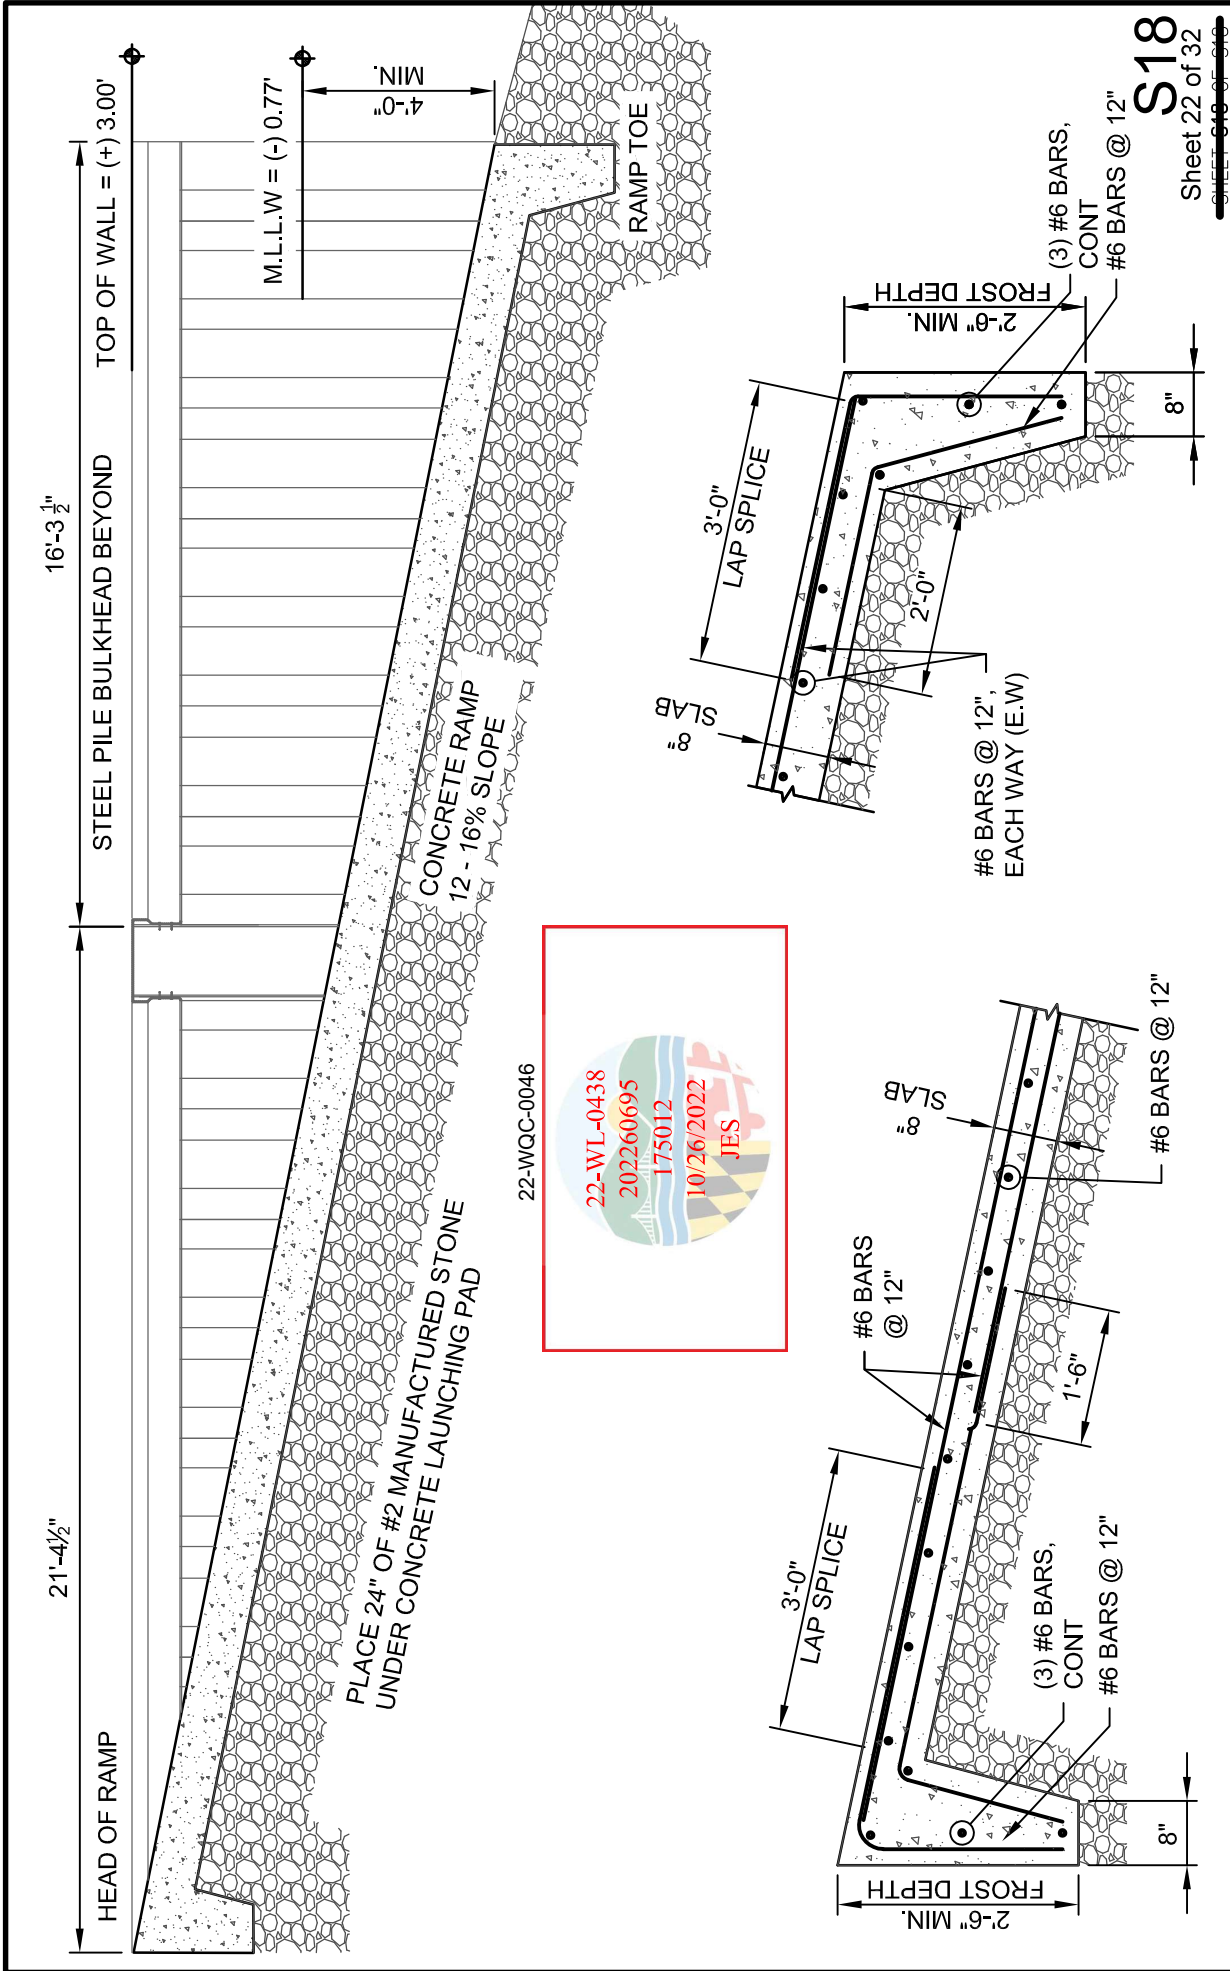 21'-4½"
16'-3 ½"
HEAD OF RAMP
STEEL PILE BULKHEAD BEYOND
TOP OF WALL = (+) 3.00'
M.L.L.W = (-) 0.77'
4'-0"
MIN.
RAMP TOE
CONCRETE RAMP
12 - 16% SLOPE
PLACE 24" OF #2 MANUFACTURED STONE
UNDER CONCRETE LAUNCHING PAD
22-WQC-0046
22-WL-0438
202260695
175012
10/26/2022
JES
2'-6" MIN.
FROST DEPTH
8"
3'-0"
LAP SPLICE
(3) #6 BARS,
CONT
#6 BARS @ 12"
#6 BARS
@ 12"
1'-6"
8"
SLAB
#6 BARS @ 12"
8"
SLAB
3'-0"
LAP SPLICE
2'-0"
#6 BARS @ 12",
EACH WAY (E.W)
2'-6" MIN.
FROST DEPTH
8"
(3) #6 BARS,
CONT
#6 BARS @ 12"
S18
Sheet 22 of 32
SHEET S18 OF S18